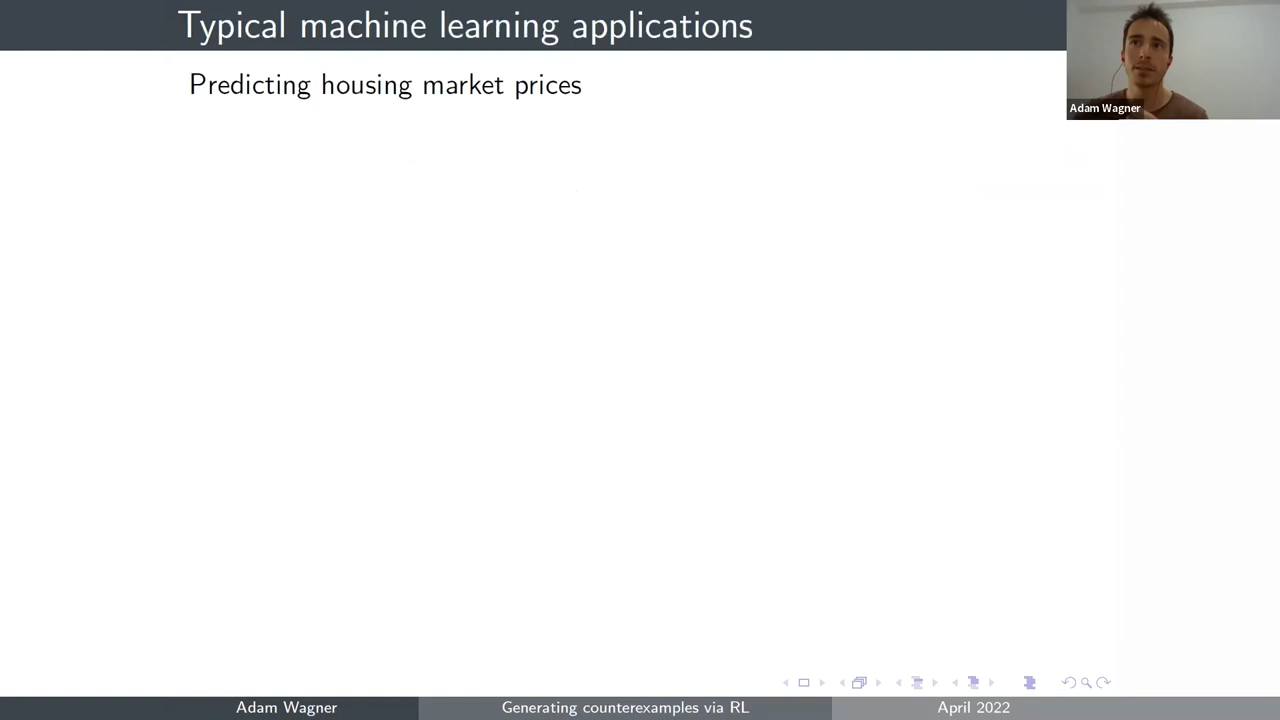 Typical machine learning applications
Predicting housing market prices
Adam Wagner
Adam Wagner
Generating counterexamples via RL
April 2022